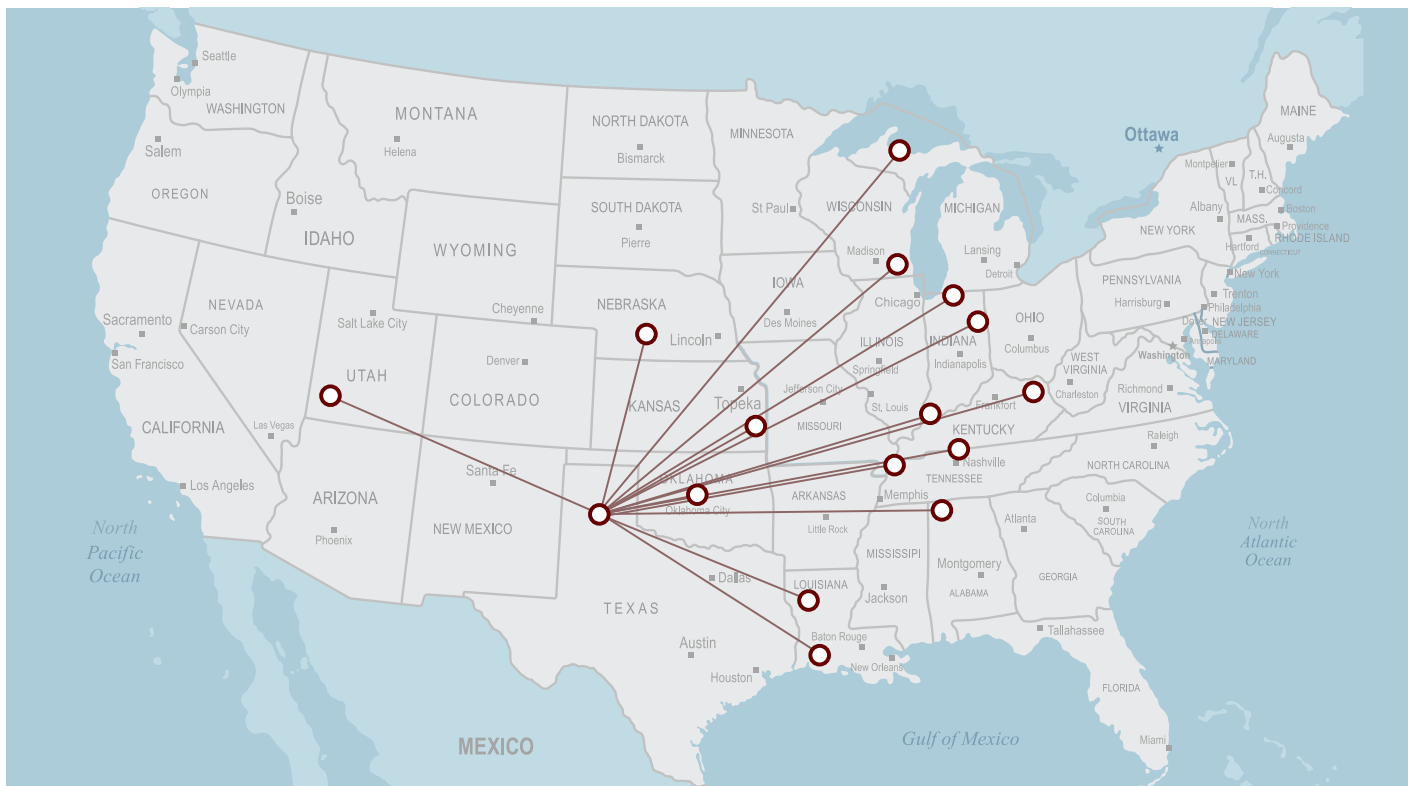 Seattle
Olympia
WASHINGTON
MONTANA
Helena
NORTH DAKOTA
Bismarck
MINNESOTA
Ottawa
MAINE
Augusta
Salem
OREGON
Boise
IDAHO
WYOMING
SOUTH DAKOTA
Pierre
St Paul
WISCONSIN
MICHIGAN
Montpelier
VL
T.H.
Concord
Albany
MASS.
Boston
Providence
NEW YORK
Hartford
RHODE ISLAND
CONNECTICUT
Madison
Lansing
Detroit
NEVADA
Carson City
Sacramento
San Francisco
Salt Lake City
Cheyenne
NEBRASKA
Lincoln
IOWA
Des Moines
Chicago
PENNSYLVANIA
Harrisburg
New York
Trenton
Philadelphia
Dover
NEW JERSEY
DELAWARE
Annapolis
Washington
MARYLAND
OHIO
Columbus
ILLINOIS
Springfield
INDIANA
Indianapolis
WEST
VIRGINIA
Charleston
Richmond
VIRGINIA
UTAH
Denver
COLORADO
KANSAS
Topeka
Jefferson City
MISSOURI
St, Louis
Frankfort
KENTUCKY
CALIFORNIA
Las Vegas
Los Angeles
ARIZONA
Phoenix
Santa Fe
NEW MEXICO
OKLAHOMA
Oklahoma City
ARKANSAS
Little Rock
Memphis
Nashville
TENNESSEE
Raleigh
NORTH CAROLINA
Columbia
SOUTH
CAROLINA
Atlanta
GEORGIA
North
Pacific
Ocean
North
Atlantic
Ocean
Dallas
TEXAS
Austin
Houston
LOUISIANA
Baton Rouge
New Orleans
MISSISSIPI
Jackson
Montgomery
ALABAMA
Tallahassee
FLORIDA
Miami
MEXICO
Gulf of Mexico